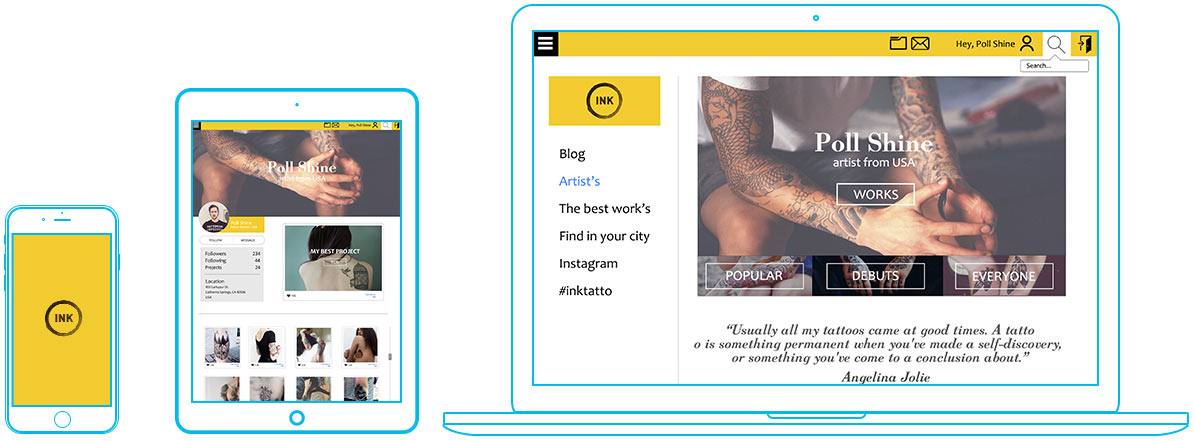 INK
Hey, Poll Shine
Poll Shine
artist from USA
Poll Shine
FOLLOW
MESSAGE
Followers 234
Following 44
Projects 24
Location
USA
MY BEST PROJECT
Hey, Poll Shine
Search...
INK
Blog
Artist's
The best work's
Find in your city
Instagram
#inktatto
Poll Shine
artist from USA
WORKS
POPULAR
DEBUTS
EVERYONE
“Usually all my tattoos came at good times. A tatto
o is something permanent when you've made a self-discovery,
or something you've come to a conclusion about.”
Angelina Jolie